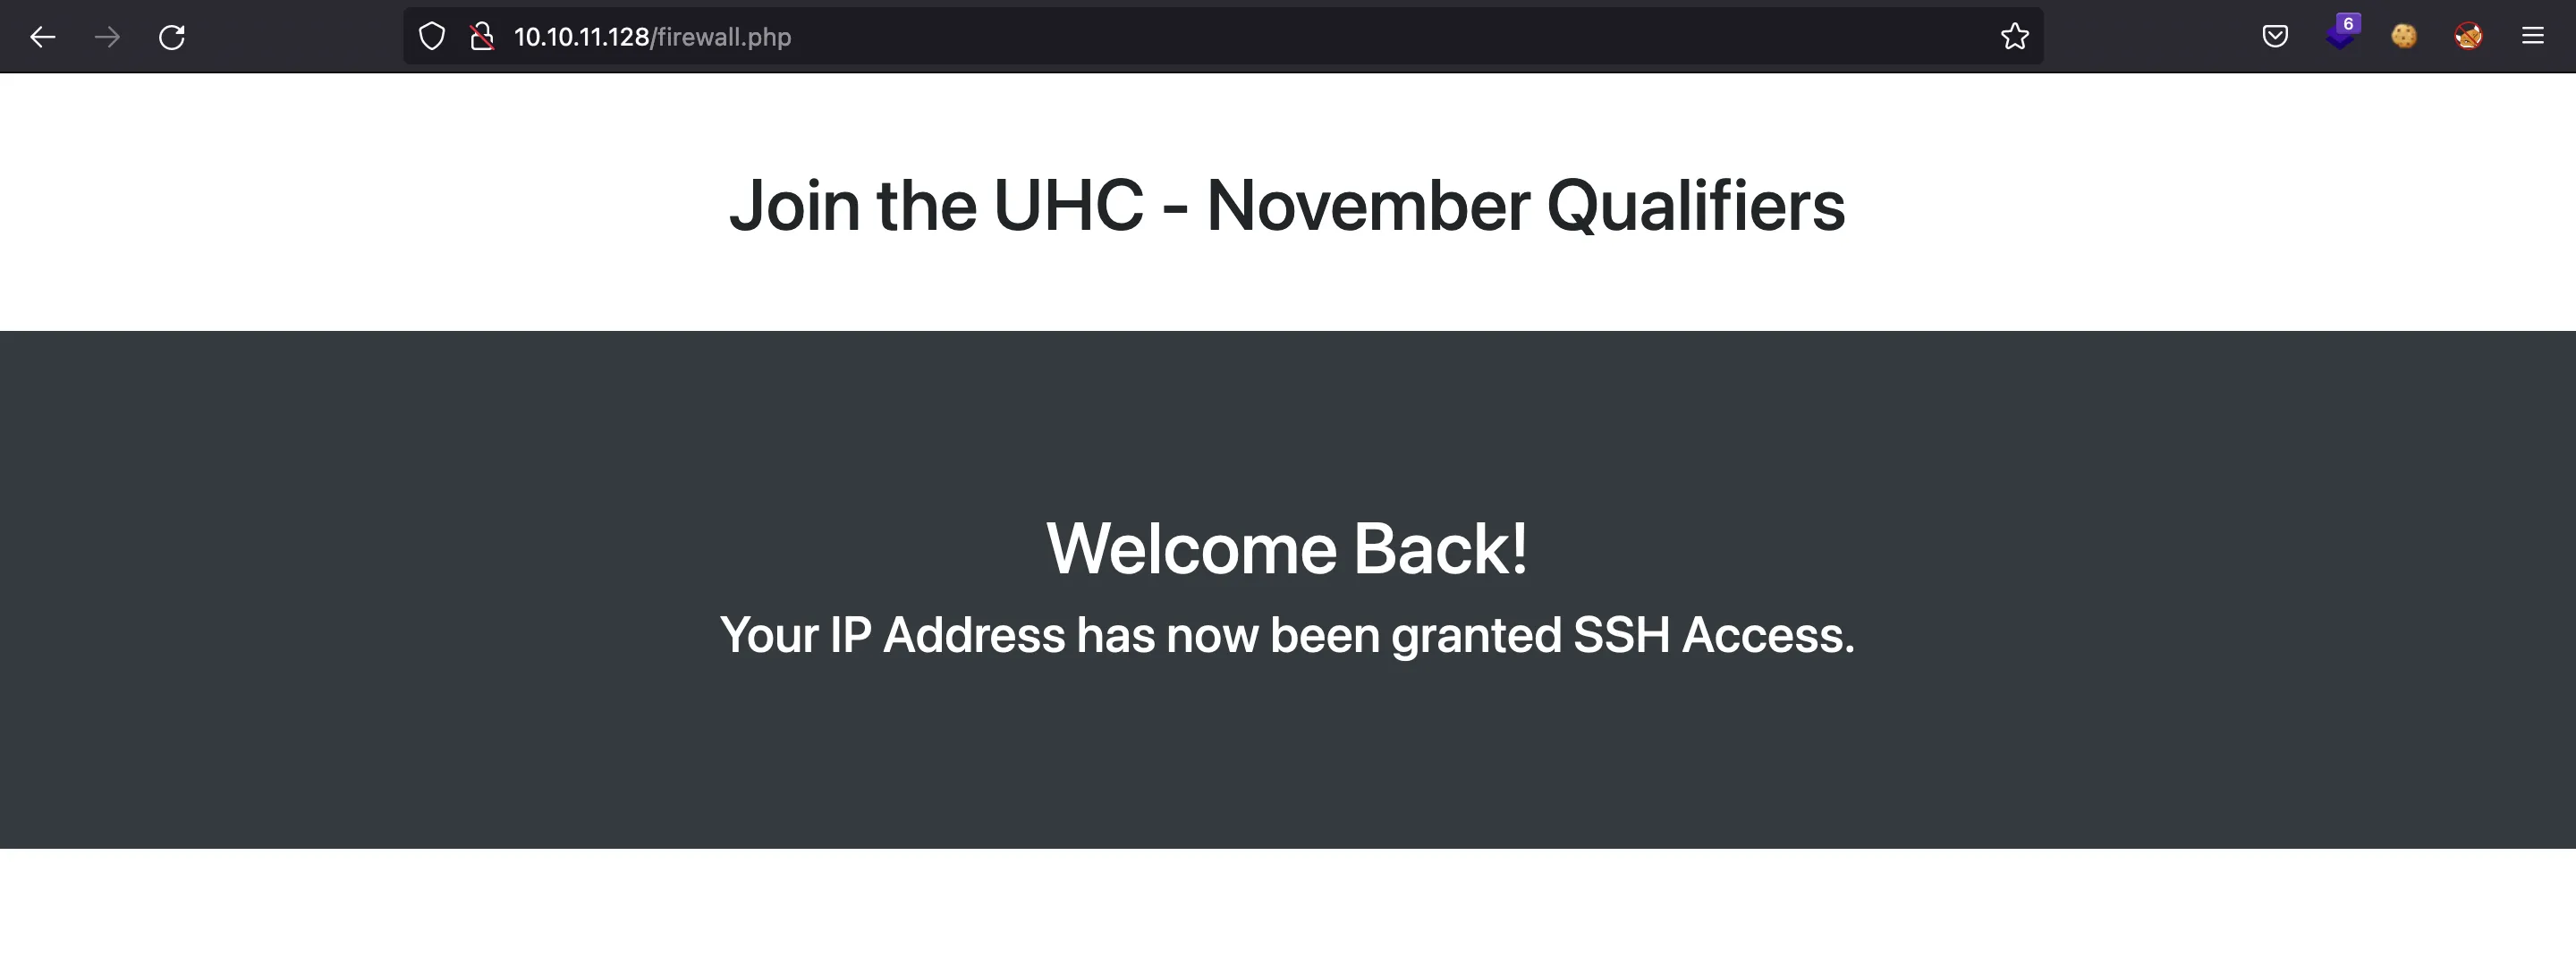 10.10.11.128/firewall.php
6
Join the UHC - November Qualifiers
Welcome Back!
Your IP Address has now been granted SSH Access.